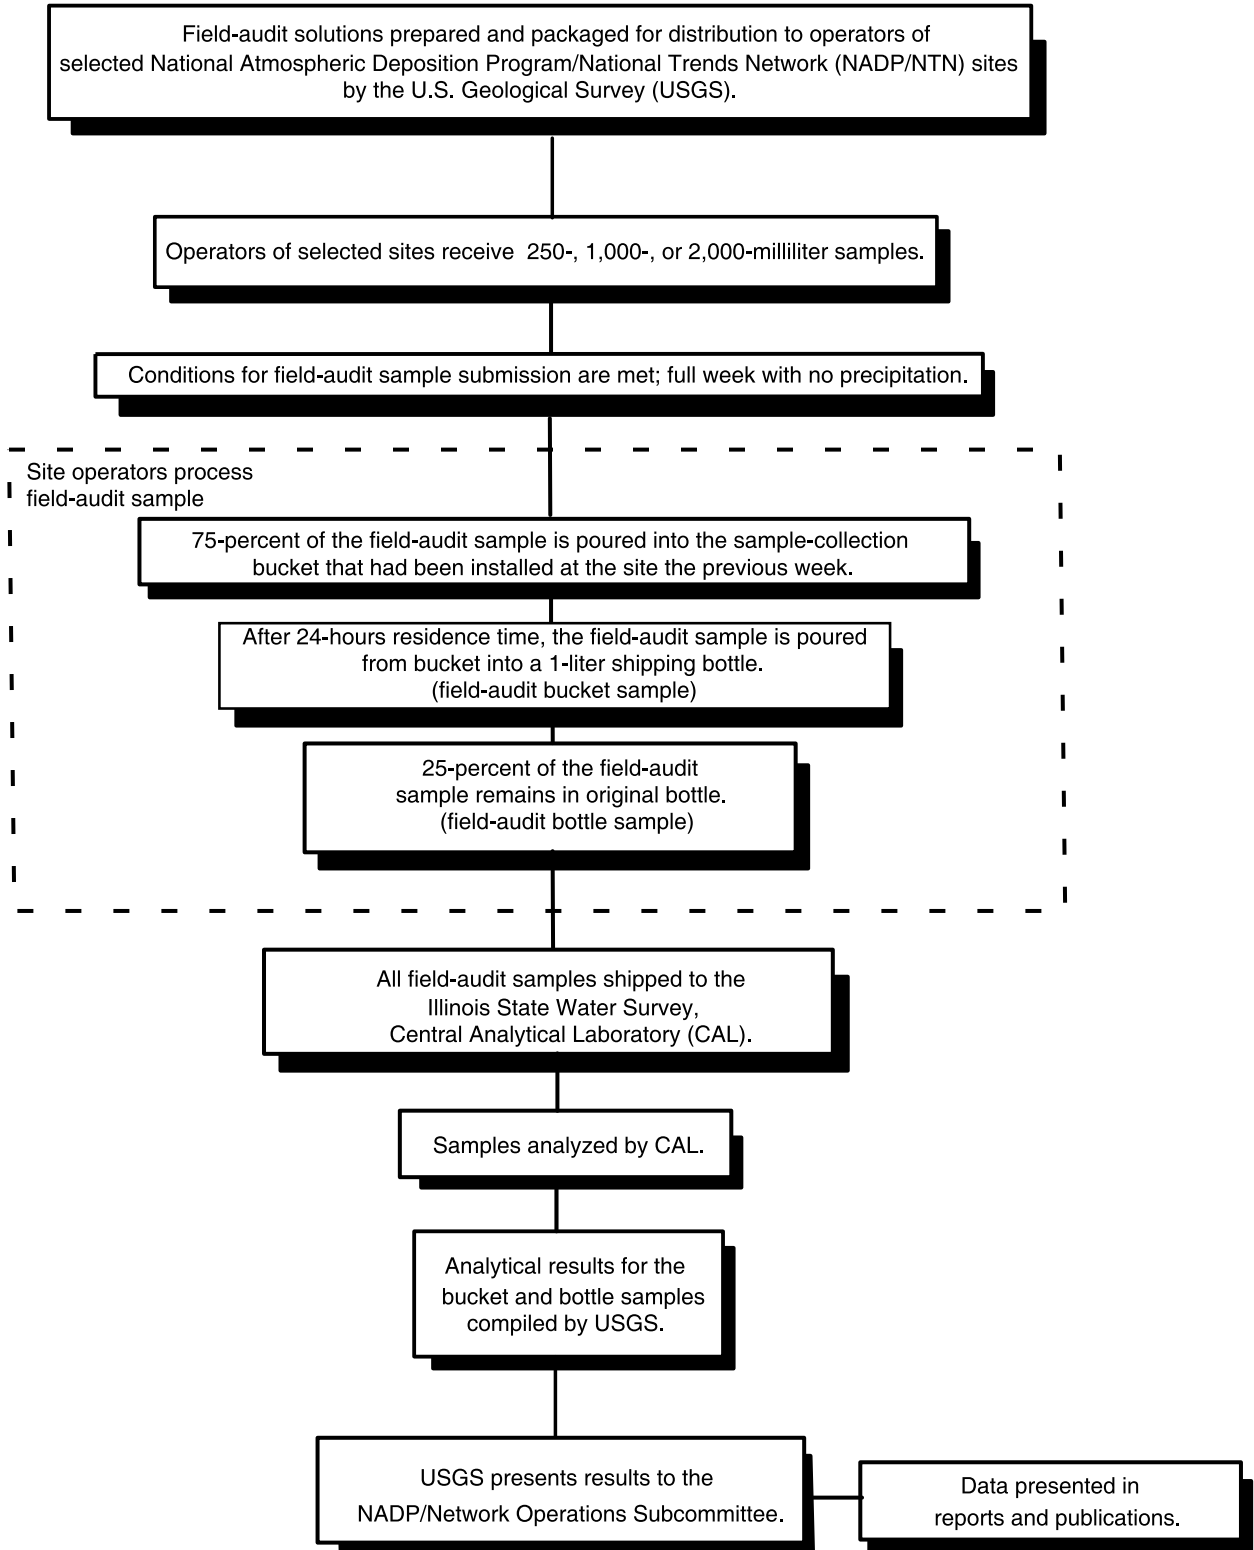 Field-audit solutions prepared and packaged for distribution to operators of
selected National Atmospheric Deposition Program/National Trends Network (NADP/NTN) sites
by the U.S. Geological Survey (USGS).
Operators of selected sites receive 250-, 1,000-, or 2,000-milliliter samples.
Conditions for field-audit sample submission are met; full week with no precipitation.
Site operators process
field-audit sample
75-percent of the field-audit sample is poured into the sample-collection
bucket that had been installed at the site the previous week.
After 24-hours residence time, the field-audit sample is poured
from bucket into a 1-liter shipping bottle.
(field-audit bucket sample)
25-percent of the field-audit
sample remains in original bottle.
(field-audit bottle sample)
All field-audit samples shipped to the
Illinois State Water Survey,
Central Analytical Laboratory (CAL).
Samples analyzed by CAL.
Analytical results for the
bucket and bottle samples
compiled by USGS.
USGS presents results to the
NADP/Network Operations Subcommittee.
Data presented in
reports and publications.